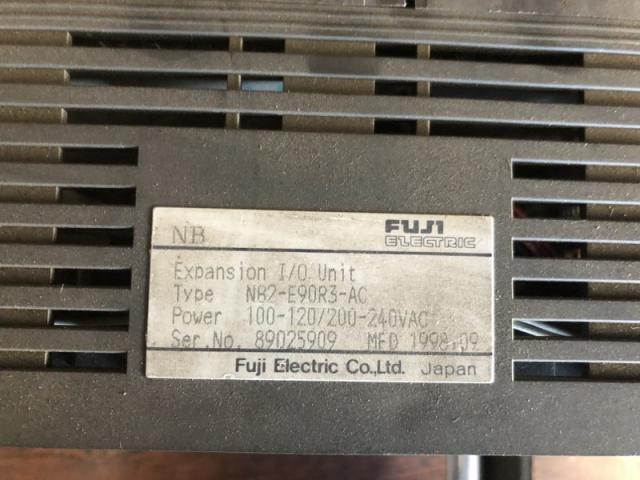 NB
FUJI
ELECTRIC
Expansion I/O Unit
Type NB2-E90R3-AC
Power 100-120/200-240VAC
Ser.No. 89025909 MFD 1998.09
Fuji Electric Co.,Ltd. Japan